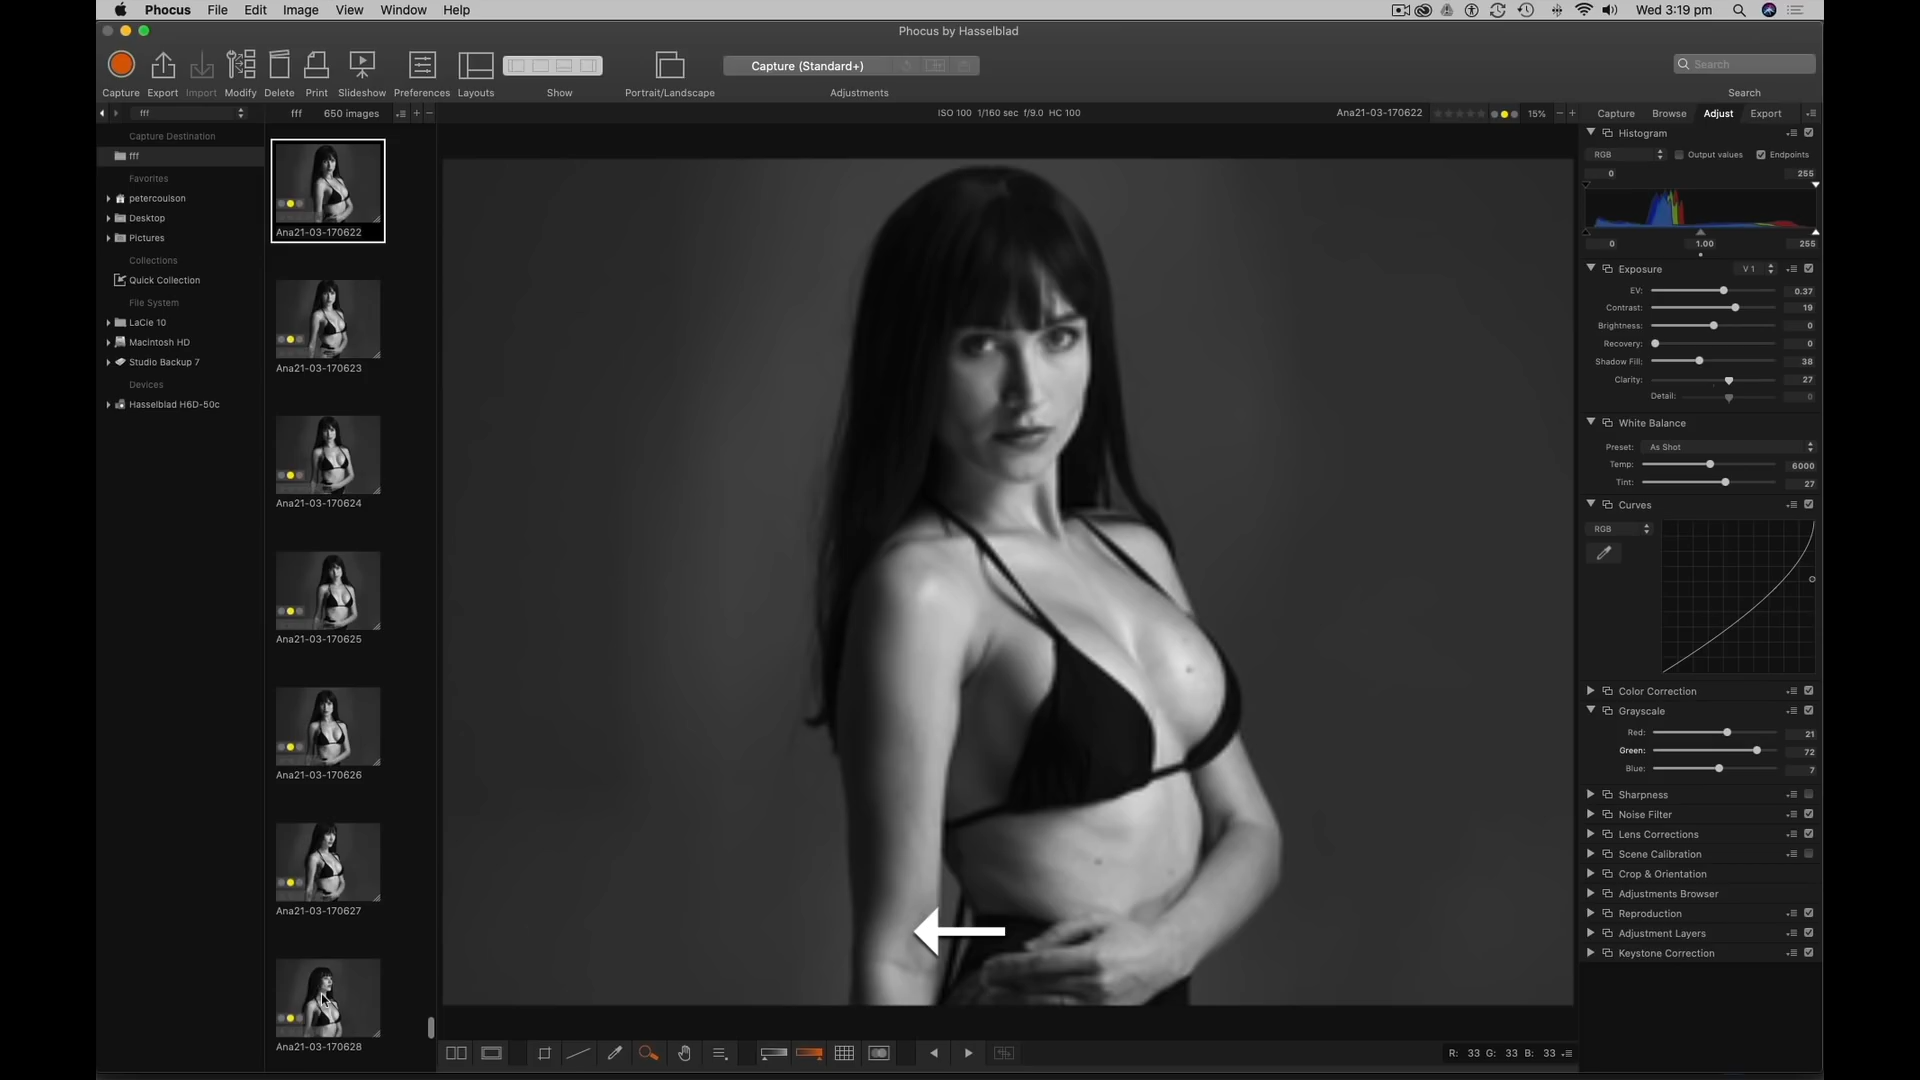 Phocus File Edit Image View Window Help Wed 3:19 pm
Phocus by Hasselblad
Capture (Standard+) Search
Capture Export Import Modify Delete Print Slideshow Preferences Layouts Show Portrait/Landscape Adjustments Search
fff fff 650 images ISO 100 1/160 sec f/9.0 HC 100 Ana21-03-170622 15% Capture Browse Adjust Export
Capture Destination
fff
Favorites
petercoulson
Desktop
Pictures
Collections
Quick Collection
File System
LaCie 10
Macintosh HD
Studio Backup 7
Devices
Hasselblad H6D-50c
Ana21-03-170622
Ana21-03-170623
Ana21-03-170624
Ana21-03-170625
Ana21-03-170626
Ana21-03-170627
Ana21-03-170628
Histogram
RGB Output values Endpoints
0 255
0 1.00 255
Exposure V 1
EV: 0.37
Contrast: 19
Brightness: 0
Recovery: 0
Shadow Fill: 38
Clarity: 27
Detail: 0
White Balance
Preset: As Shot
Temp: 6000
Tint: 27
Curves
RGB
Color Correction
Grayscale
Red: 21
Green: 72
Blue: 7
Sharpness
Noise Filter
Lens Corrections
Scene Calibration
Crop & Orientation
Adjustments Browser
Reproduction
Adjustment Layers
Keystone Correction
R: 33 G: 33 B: 33